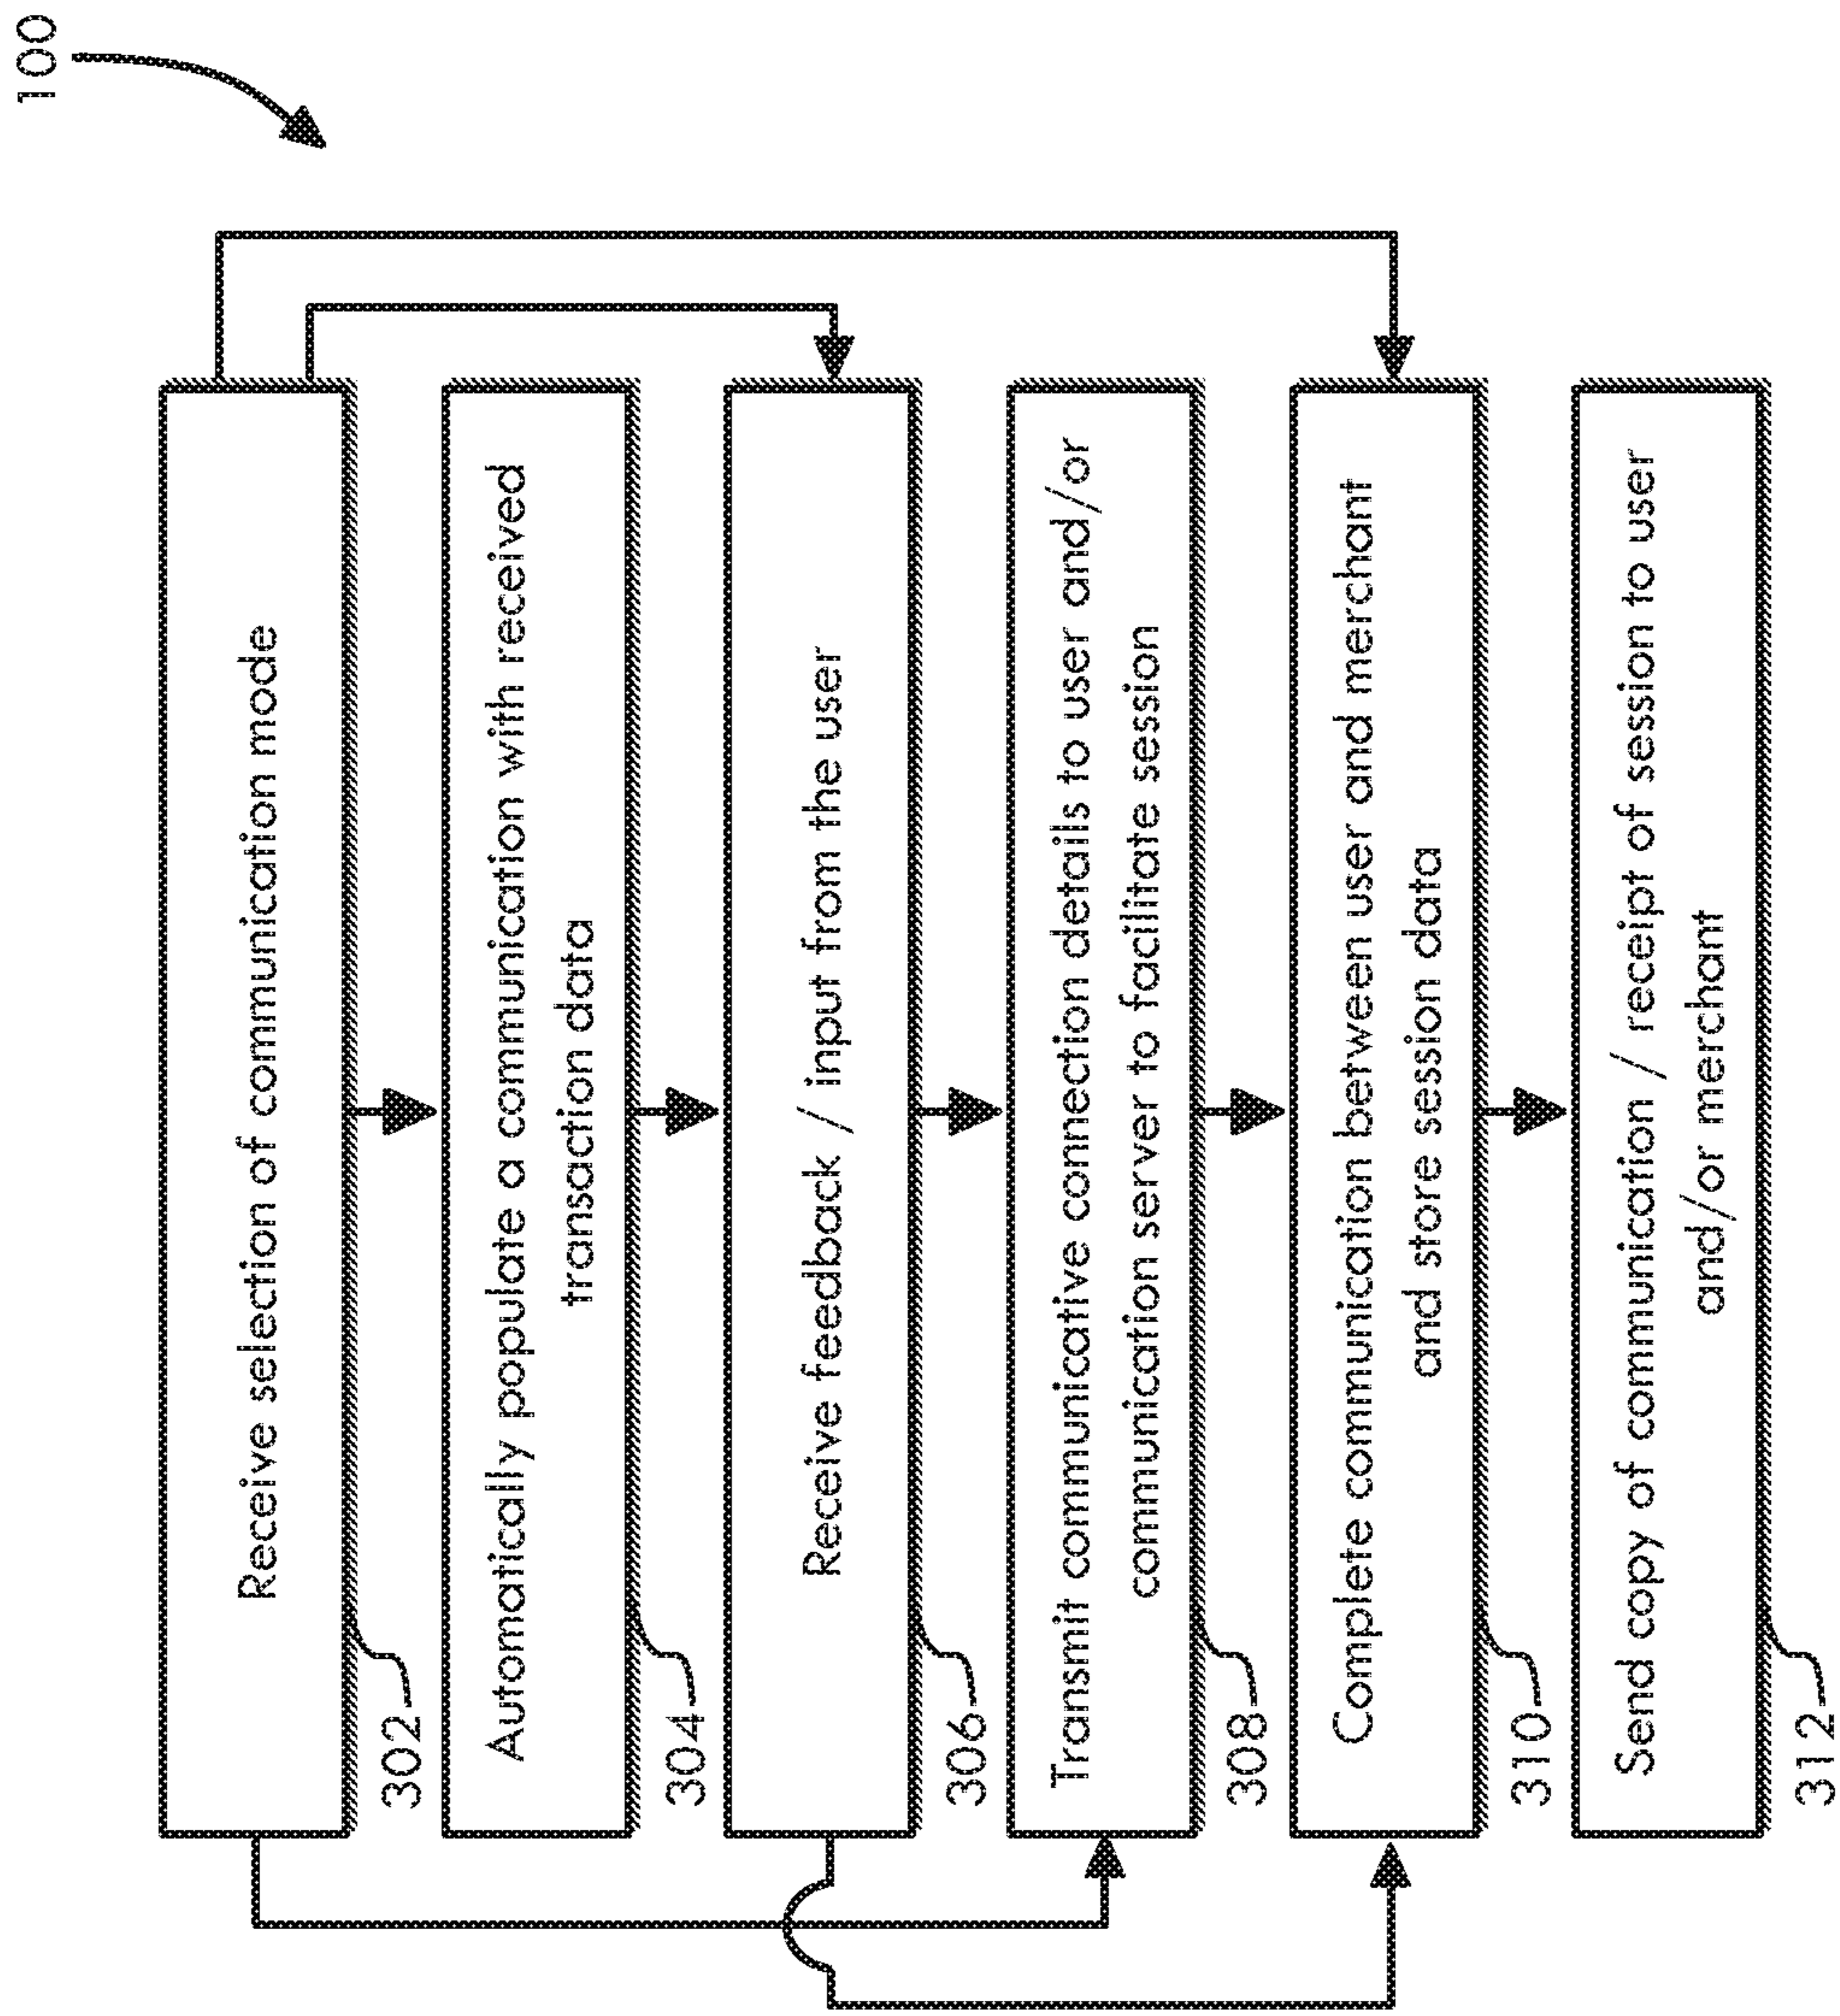 100
Receive selection of communication mode
302
Automatically populate a communication with received
transaction data
304
Receive feedback / input from the user
306
Transmit communicative connection details to user and/or
communication server to facilitate session
308
Complete communication between user and merchant
and store session data
310
Send copy of communication / receipt of session to user
and/or merchant
312